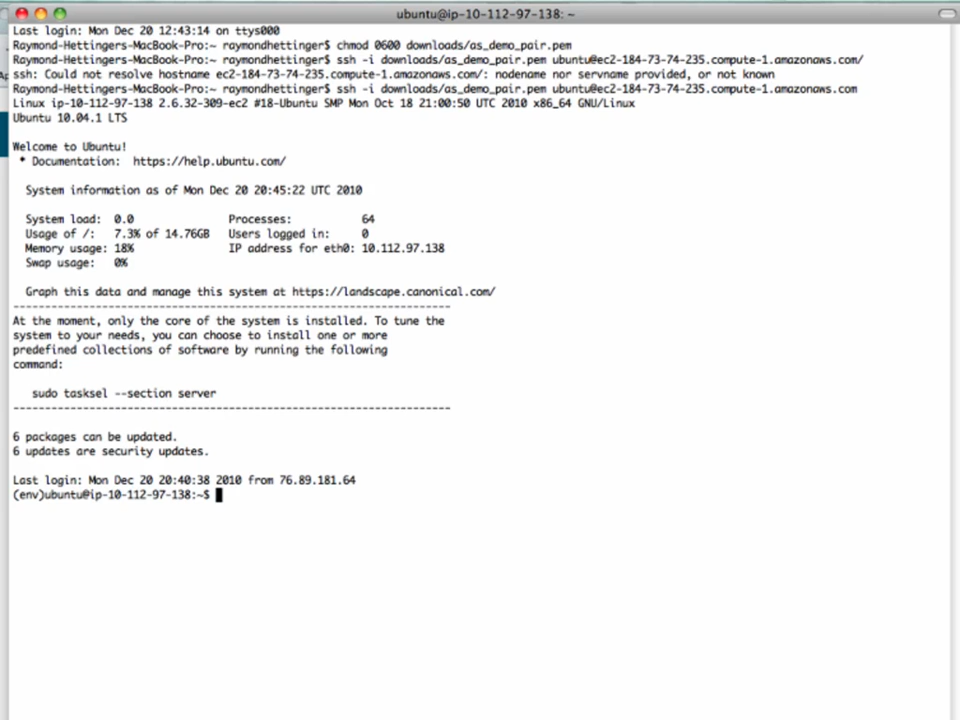 ubuntu@ip-10-112-97-138: ~
Last login: Mon Dec 20 12:43:14 on ttys000
Raymond-Hettingers-MacBook-Pro:~ raymondhettinger$ chmod 0600 downloads/as_demo_pair.pem
Raymond-Hettingers-MacBook-Pro:~ raymondhettinger$ ssh -i downloads/as_demo_pair.pem ubuntu@ec2-184-73-74-235.compute-1.amazonaws.com/
ssh: Could not resolve hostname ec2-184-73-74-235.compute-1.amazonaws.com/: nodename nor servname provided, or not known
Raymond-Hettingers-MacBook-Pro:~ raymondhettinger$ ssh -i downloads/as_demo_pair.pem ubuntu@ec2-184-73-74-235.compute-1.amazonaws.com
Linux ip-10-112-97-138 2.6.32-309-ec2 #18-Ubuntu SMP Mon Oct 18 21:00:50 UTC 2010 x86_64 GNU/Linux
Ubuntu 10.04.1 LTS
Welcome to Ubuntu!
* Documentation:  https://help.ubuntu.com/
System information as of Mon Dec 20 20:45:22 UTC 2010
System load:  0.0               Processes:           64
Usage of /:   7.3% of 14.76GB   Users logged in:     0
Memory usage: 18%               IP address for eth0: 10.112.97.138
Swap usage:   0%
Graph this data and manage this system at https://landscape.canonical.com/
---------------------------------------------------------------------
At the moment, only the core of the system is installed. To tune the
system to your needs, you can choose to install one or more
predefined collections of software by running the following
command:
sudo tasksel --section server
---------------------------------------------------------------------
6 packages can be updated.
6 updates are security updates.
Last login: Mon Dec 20 20:40:38 2010 from 76.89.181.64
(env)ubuntu@ip-10-112-97-138:~$